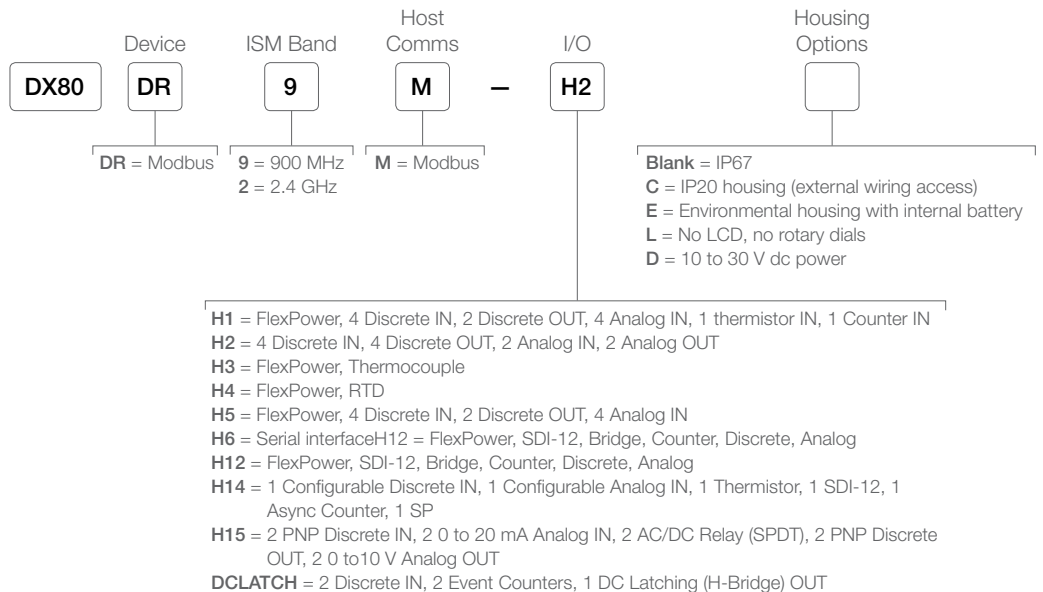 Device
ISM Band
Host
Comms
I/O
Housing
Options
DX80 DR 9 M – H2
DR = Modbus
9 = 900 MHz
2 = 2.4 GHz
M = Modbus
Blank = IP67
C = IP20 housing (external wiring access)
E = Environmental housing with internal battery
L = No LCD, no rotary dials
D = 10 to 30 V dc power
H1 = FlexPower, 4 Discrete IN, 2 Discrete OUT, 4 Analog IN, 1 thermistor IN, 1 Counter IN
H2 = 4 Discrete IN, 4 Discrete OUT, 2 Analog IN, 2 Analog OUT
H3 = FlexPower, Thermocouple
H4 = FlexPower, RTD
H5 = FlexPower, 4 Discrete IN, 2 Discrete OUT, 4 Analog IN
H6 = Serial interfaceH12 = FlexPower, SDI-12, Bridge, Counter, Discrete, Analog
H12 = FlexPower, SDI-12, Bridge, Counter, Discrete, Analog
H14 = 1 Configurable Discrete IN, 1 Configurable Analog IN, 1 Thermistor, 1 SDI-12, 1
Async Counter, 1 SP
H15 = 2 PNP Discrete IN, 2 0 to 20 mA Analog IN, 2 AC/DC Relay (SPDT), 2 PNP Discrete
OUT, 2 0 to10 V Analog OUT
DCLATCH = 2 Discrete IN, 2 Event Counters, 1 DC Latching (H-Bridge) OUT